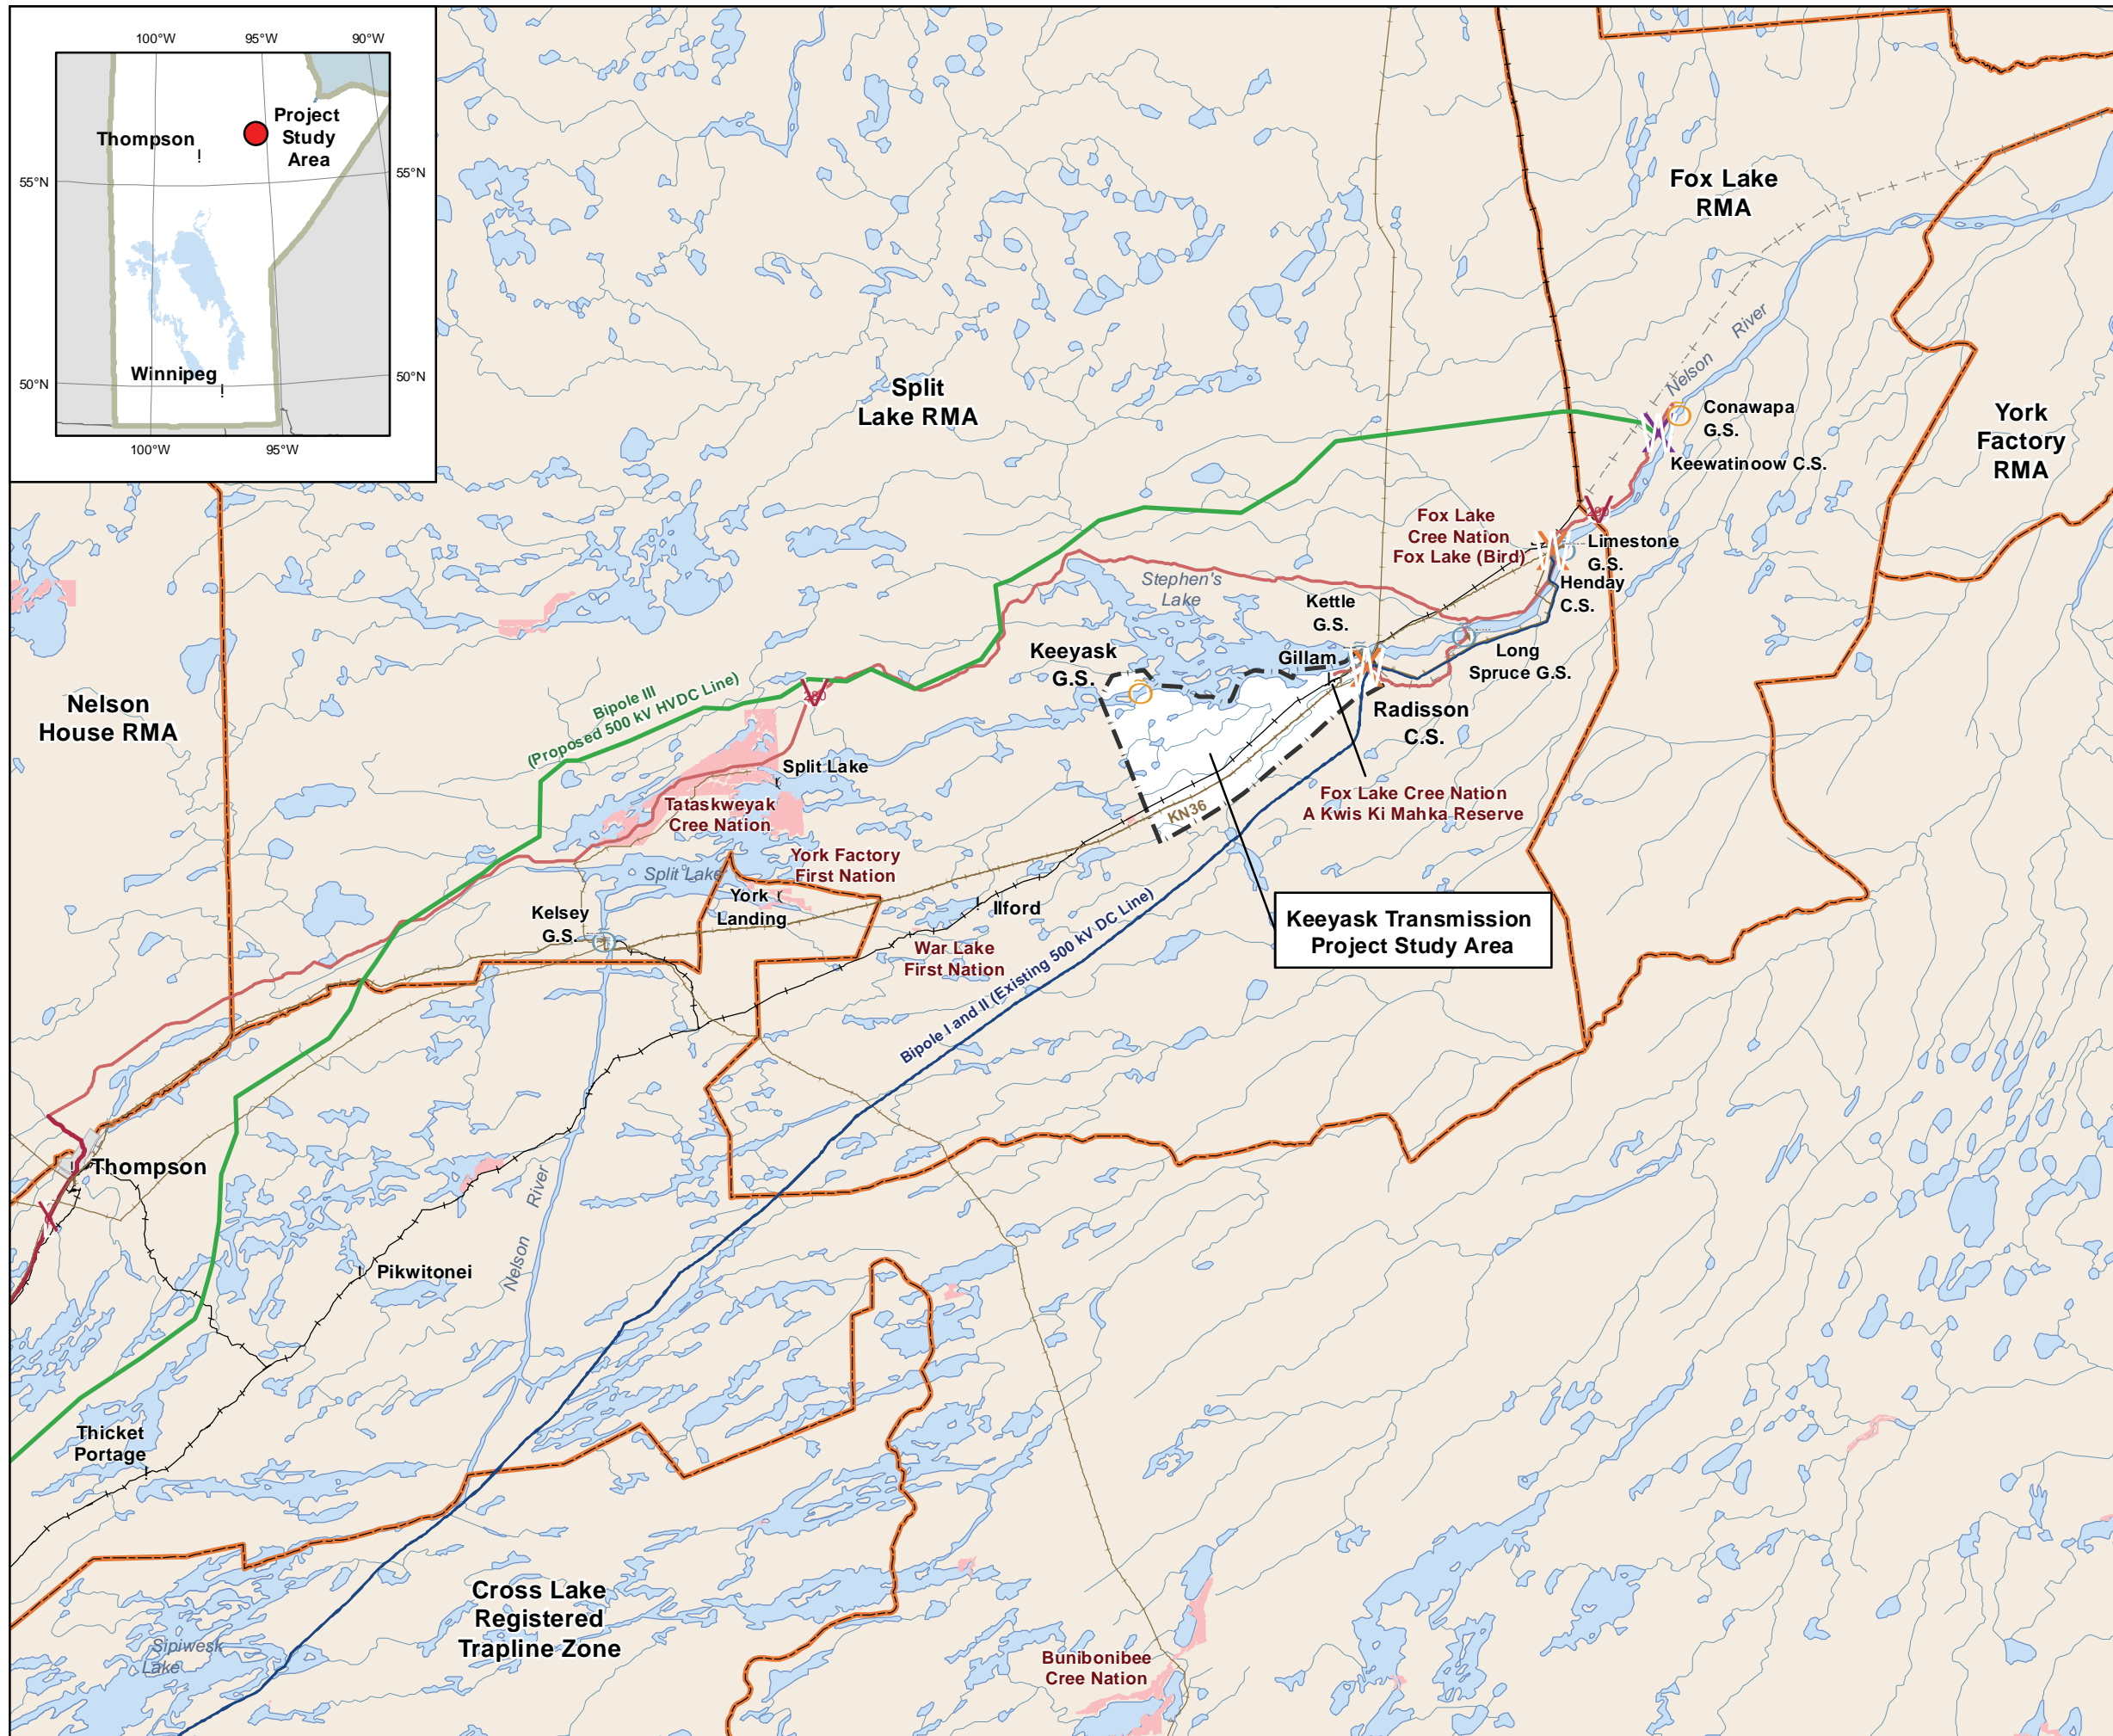 100°W
95°W
90°W
Project
Study
Area
Thompson
55°N
55°N
Winnipeg
50°N
50°N
100°W
95°W
Fox Lake
RMA
Nelson River
Split
Lake RMA
Conawapa
G.S.
York
Factory
RMA
Keewatinoow C.S.
Fox Lake
Cree Nation
Fox Lake (Bird)
290
Limestone
G.S.
Henday
C.S.
Stephen's
Lake
Kettle
G.S.
Keeyask
G.S.
Gillam
Long
Spruce G.S.
Radisson
C.S.
Nelson
House RMA
Bipole III
(Proposed 500 kV HVDC Line)
280
Split Lake
Tataskweyak
Cree Nation
Fox Lake Cree Nation
A Kwis Ki Mahka Reserve
KN36
York Factory
First Nation
Split Lake
York
Landing
Kelsey
G.S.
Ilford
War Lake
First Nation
Keeyask Transmission
Project Study Area
Bipole I and II (Existing 500 kV DC Line)
Thompson
Nelson River
Pikwitonei
Thicket
Portage
Cross Lake
Registered
Trapline Zone
Sipiwesk
Lake
Bunibonibee
Cree Nation